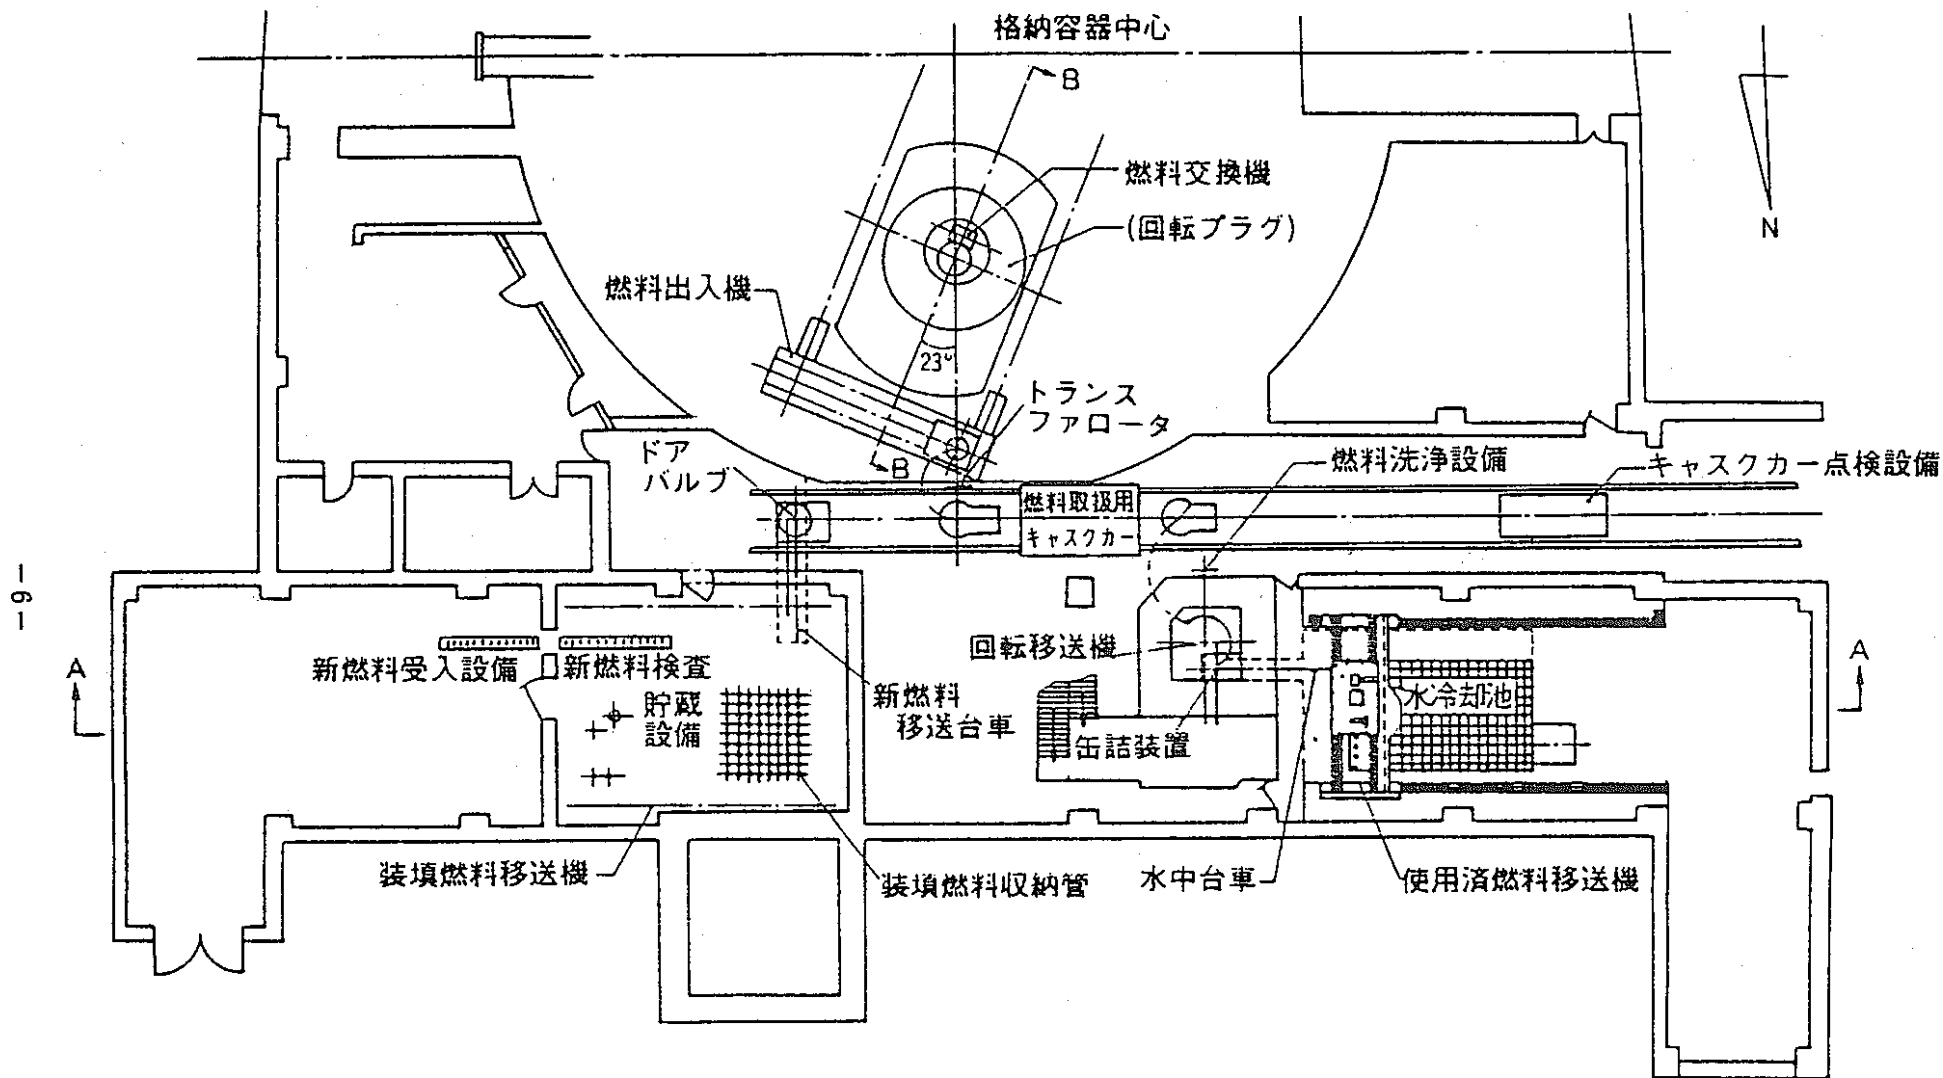 格納容器中心
B
燃料交換機
(回転プラグ)
N
燃料出入機
23°
トランス
ファロータ
ドア
バルブ
B
燃料洗浄設備
キャスクカー点検設備
燃料取扱用
キャスクカー
-9-
A
新燃料受入設備
新燃料検査
貯蔵
設備
新燃料
移送台車
回転移送機
缶詰装置
水冷却池
A
装填燃料移送機
装填燃料収納管
水中台車
使用済燃料移送機